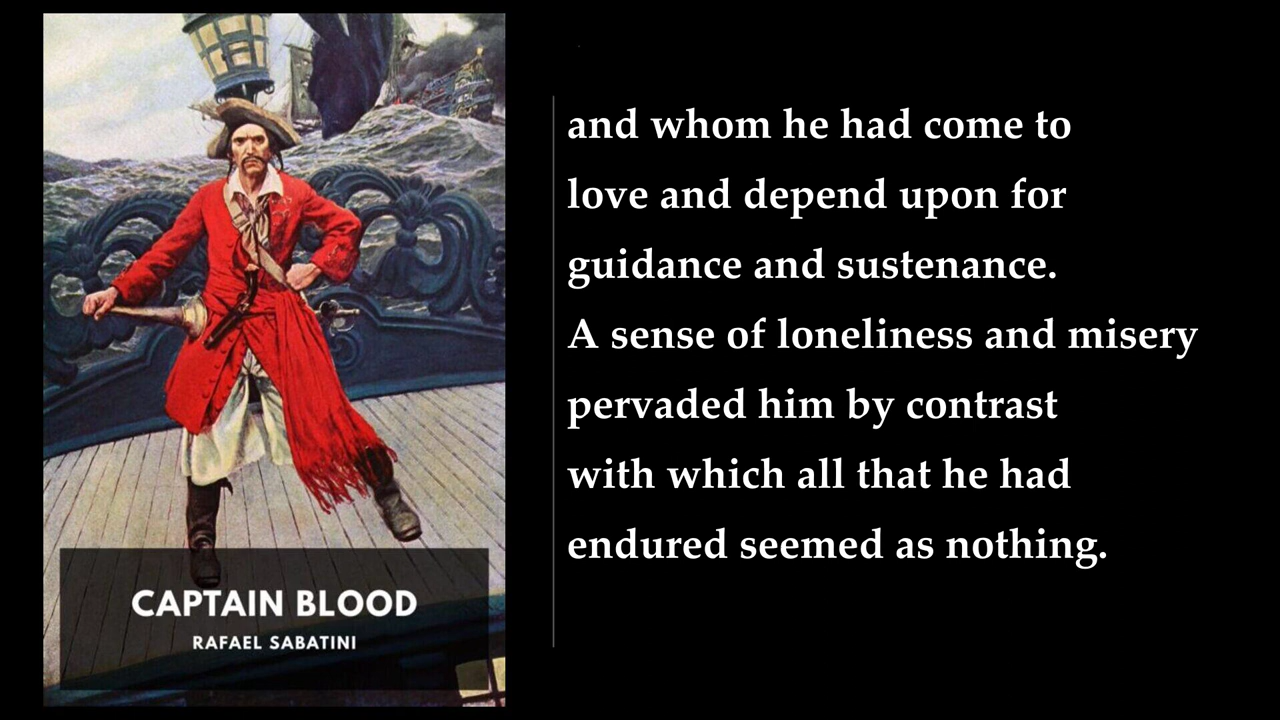 CAPTAIN BLOOD
RAFAEL SABATINI
and whom he had come to
love and depend upon for
guidance and sustenance.
A sense of loneliness and misery
pervaded him by contrast
with which all that he had
endured seemed as nothing.